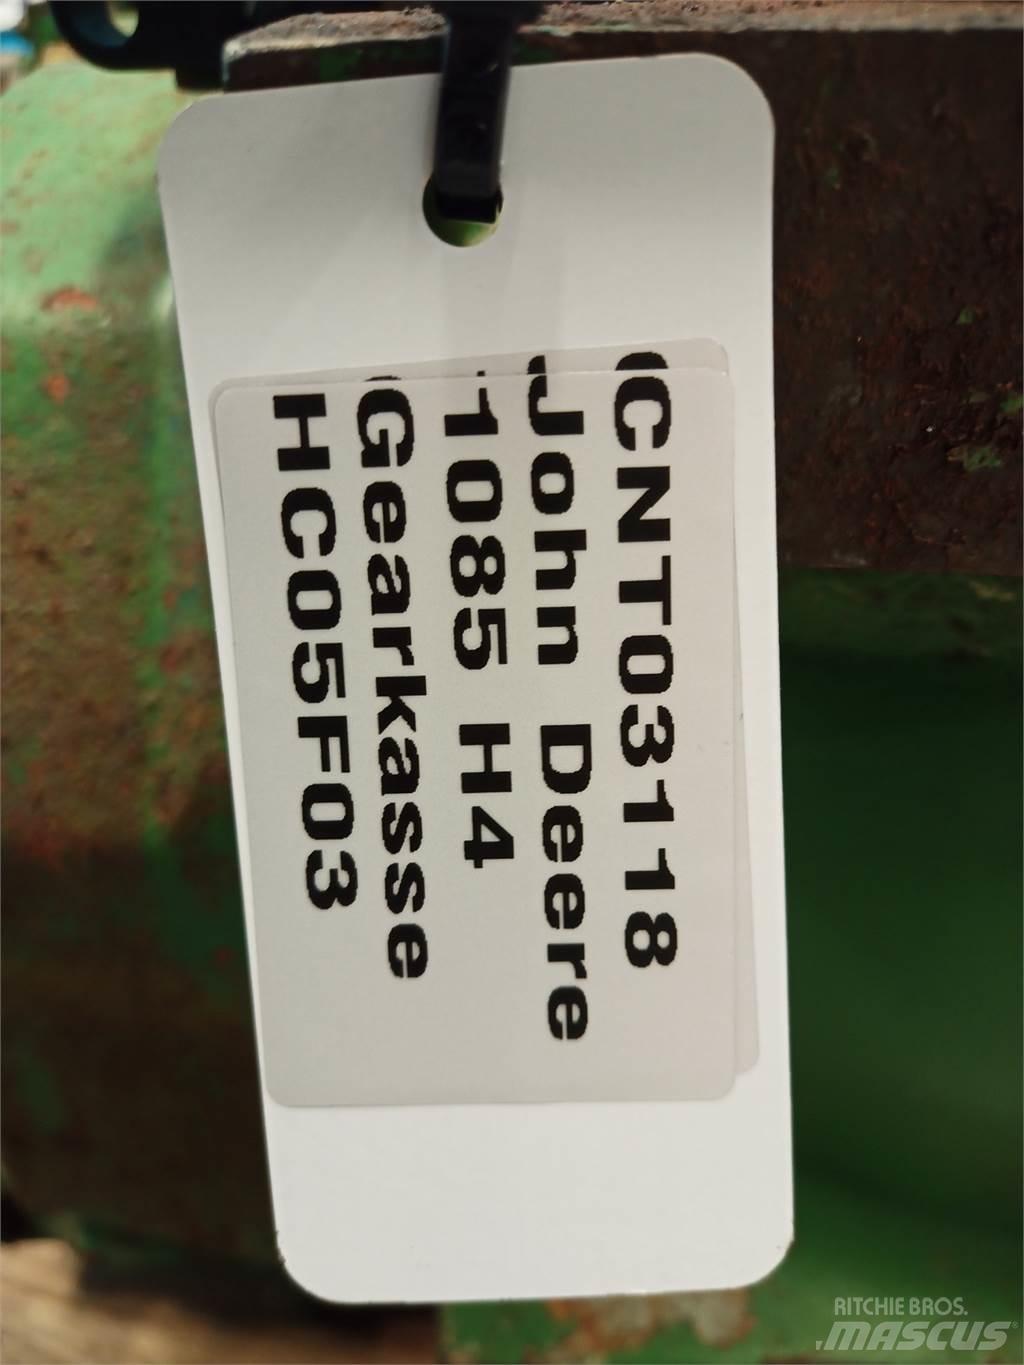 CNT03118
John Deere
1085 H4
Gearkasse
HC05F03
RITCHIE BROS.
MASCUS